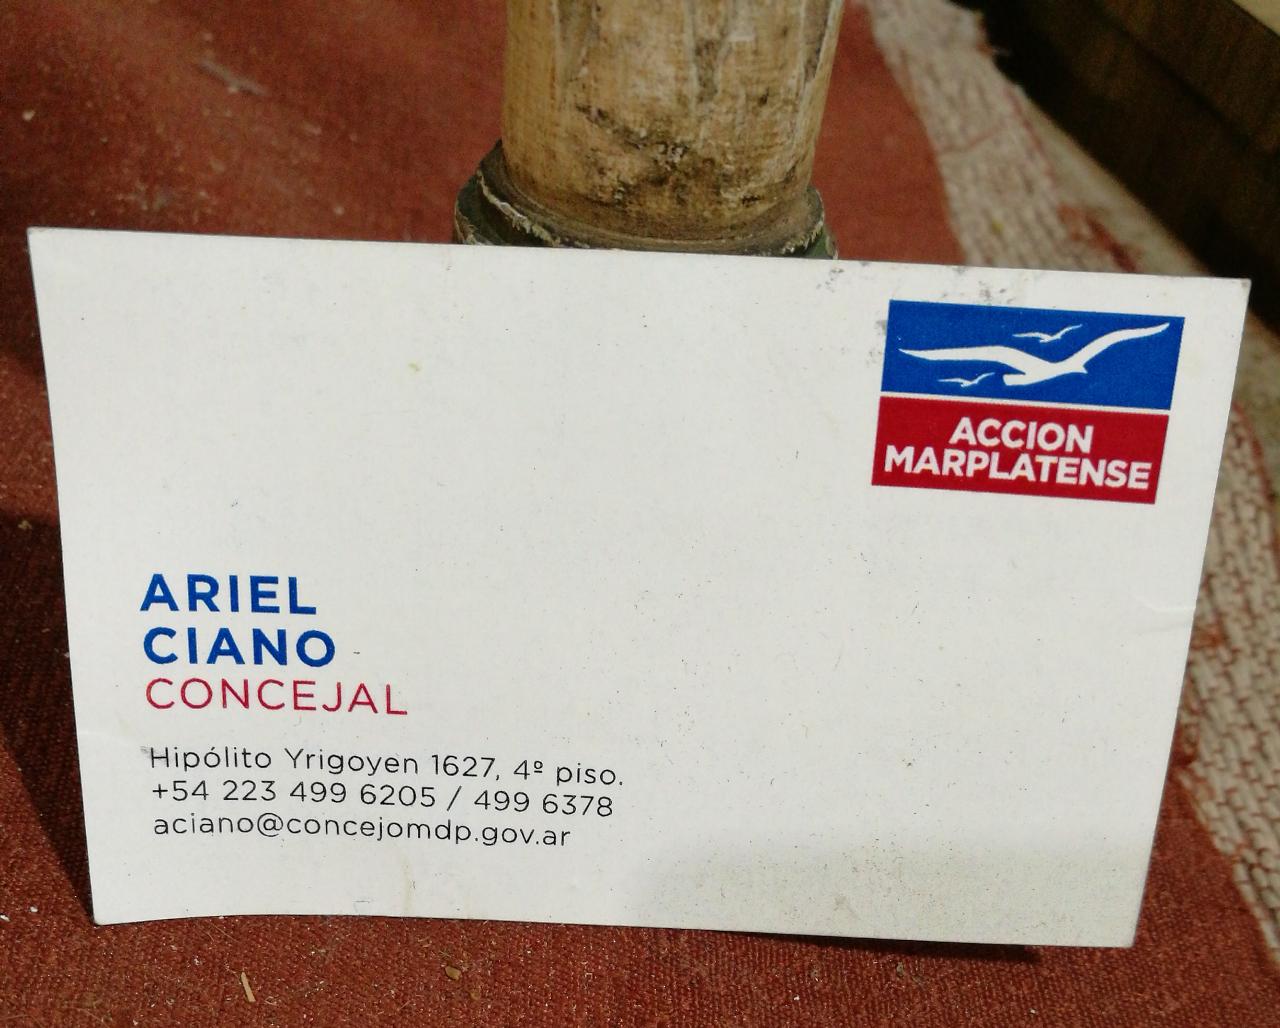 ACCION
MARPLATENSE
ARIEL
CIANO
CONCEJAL
Hipólito Yrigoyen 1627, 4º piso.
+54 223 499 6205 / 499 6378
aciano@concejomdp.gov.ar